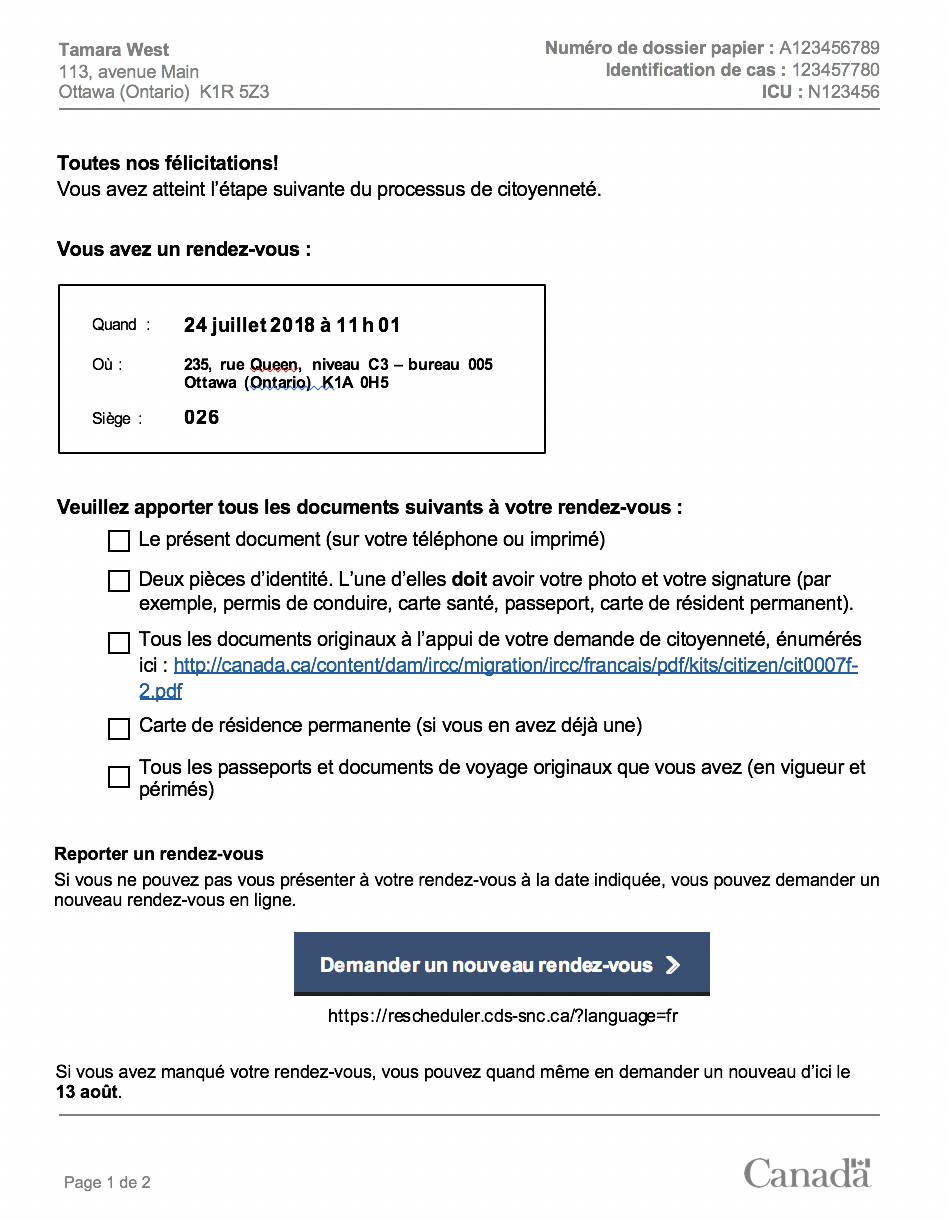 Tamara West
113, avenue Main
Ottawa (Ontario) K1R 5Z3
Numéro de dossier papier : A123456789
Identification de cas : 123457780
ICU : N123456
Toutes nos félicitations!
Vous avez atteint l’étape suivante du processus de citoyenneté.
Vous avez un rendez-vous :
Quand : 24 juillet 2018 à 11 h 01
Où : 235, rue Queen, niveau C3 – bureau 005
Ottawa (Ontario) K1A 0H5
Siège : 026
Veuillez apporter tous les documents suivants à votre rendez-vous :
Le présent document (sur votre téléphone ou imprimé)
Deux pièces d’identité. L’une d’elles doit avoir votre photo et votre signature (par
exemple, permis de conduire, carte santé, passeport, carte de résident permanent).
Tous les documents originaux à l’appui de votre demande de citoyenneté, énumérés
ici : http://canada.ca/content/dam/ircc/migration/ircc/francais/pdf/kits/citizen/cit0007f-
2.pdf
Carte de résidence permanente (si vous en avez déjà une)
Tous les passeports et documents de voyage originaux que vous avez (en vigueur et
périmés)
Reporter un rendez-vous
Si vous ne pouvez pas vous présenter à votre rendez-vous à la date indiquée, vous pouvez demander un
nouveau rendez-vous en ligne.
Demander un nouveau rendez-vous
https://rescheduler.cds-snc.ca/?language=fr
Si vous avez manqué votre rendez-vous, vous pouvez quand même en demander un nouveau d’ici le
13 août.
Page 1 de 2
Canada